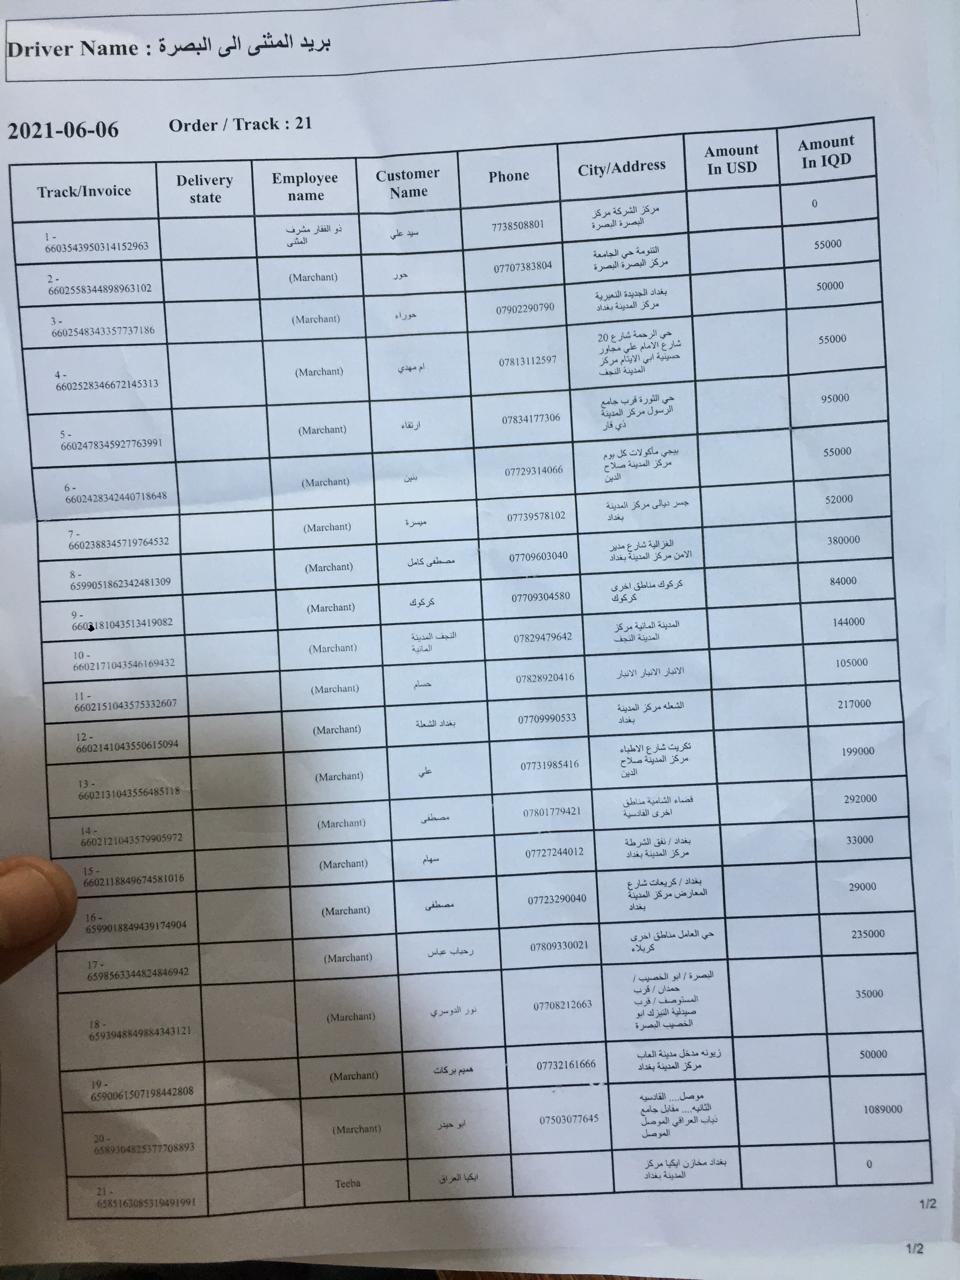 Driver Name : بريد المثنى الى البصرة
2021-06-06 Order / Track : 21
Track/Invoice Delivery state Employee name Customer Name Phone City/Address Amount In USD Amount In IQD
1 - 6603543950314152963 ذو الفقار مشرف المثنى سيد علي 7738508801 مركز الشركة مركز البصرة البصرة 0
2 - 6602558344898963102 (Marchant) حور 07707383804 التنومة حي الجامعة مركز البصرة البصرة 55000
3 - 6602548343357737186 (Marchant) حوراء 07902290790 بغداد الجديدة النعيرية مركز المدينة بغداد 50000
4 - 6602528346672145313 (Marchant) ام مهدي 07813112597 حي الرحمة شارع 20 شارع الامام علي مجاور حسينية ابي الايتام مركز المدينة النجف 55000
5 - 6602478345927763991 (Marchant) ارتقاء 07834177306 حي الثورة قرب جامع الرسول مركز المدينة ذي قار 95000
6 - 6602428342440718648 (Marchant) بنين 07729314066 بيجي مأكولات كل يوم مركز المدينة صلاح الدين 55000
7 - 6602388345719764532 (Marchant) ميسرة 07739578102 جسر ديالى مركز المدينة بغداد 52000
8 - 6599051862342481309 (Marchant) مصطفى كامل 07709603040 الغزالية شارع مدير الامن مركز المدينة بغداد 380000
9 - (Marchant) كركوك 07709304580 كركوك مناطق اخرى كركوك 84000
10 - 6602171043546169432 (Marchant) النجف المدينة المائية 07829479642 المدينة المائية مركز المدينة النجف 144000
11 - 6602151043575332607 (Marchant) حسام 07828920416 الانبار الانبار الانبار 105000
12 - 6602141043550615094 (Marchant) بغداد الشعلة 07709990533 الشعله مركز المدينة بغداد 217000
13 - 6602131043556485118 (Marchant) علي 07731985416 تكريت شارع الاطباء مركز المدينة صلاح الدين 199000
14 - 6602121043579905972 (Marchant) مصطفى 07801779421 قضاء الشامية مناطق اخرى القادسية 292000
15 - 6602118849674581016 (Marchant) سهام 07727244012 بغداد / نفق الشرطة مركز المدينة بغداد 33000
16 - 6599018849439174904 (Marchant) مصطفى 07723290040 بغداد / كريعات شارع المعارض مركز المدينة بغداد 29000
17 - 6598563344824846942 (Marchant) رحباب عباس 07809330021 حي العامل مناطق اخرى كربلاء 235000
18 - 6593948849884343121 (Marchant) نور الدوسري 07708212663 البصرة / ابو الخصيب / حمدان / قرب المستوصف / قرب صيدلية النيزك ابو الخصيب البصرة 35000
19 - 6590061507198442808 (Marchant) هميم بركات 07732161666 زيونه مدخل مدينة العاب مركز المدينة بغداد 50000
20 - 6589304825377708893 (Marchant) ابو حيدر 07503077645 موصل.... القادسيه الثانيه.... مقابل جامع ذياب العراقي الموصل الموصل 1089000
21 - 6585163085319491991 Teeba ايكيا العراق بغداد مخازن ايكيا مركز المدينة بغداد 0
1/2
1/2